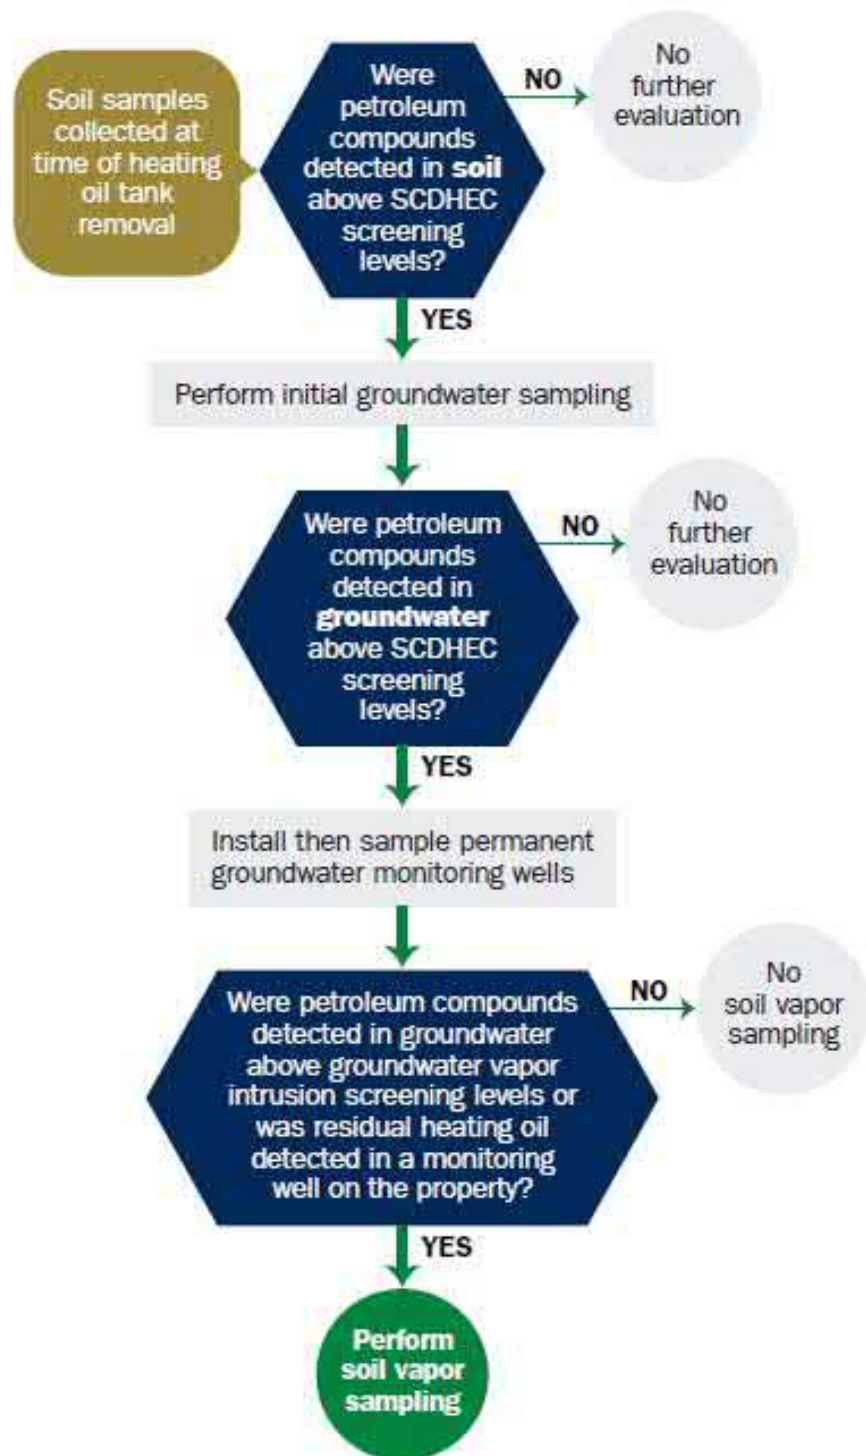 Soil samples
collected at
time of heating
oil tank
removal
Were
petroleum
compounds
detected in soil
above SCDHEC
screening
levels?
NO
No
further
evaluation
YES
Perform initial groundwater sampling
Were petroleum
compounds
detected in
groundwater
above SCDHEC
screening
levels?
NO
No
further
evaluation
YES
Install then sample permanent
groundwater monitoring wells
Were petroleum compounds
detected in groundwater
above groundwater vapor
intrusion screening levels or
was residual heating oil
detected in a monitoring
well on the property?
NO
No
soil vapor
sampling
YES
Perform
soil vapor
sampling